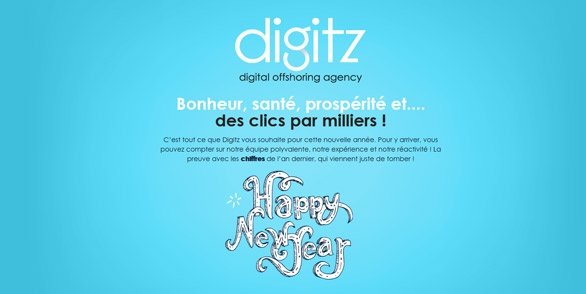 digitz
digital offshoring agency
Bonheur, santé, prospérité et....
des clics par milliers !
C'est tout ce que Digitz vous souhaite pour cette nouvelle année. Pour y arriver, vous
pouvez compter sur notre équipe polyvalente, notre expérience et notre réactivité ! La
preuve avec les chiffres de l'an dernier, qui viennent juste de tomber !
Happy
New Year